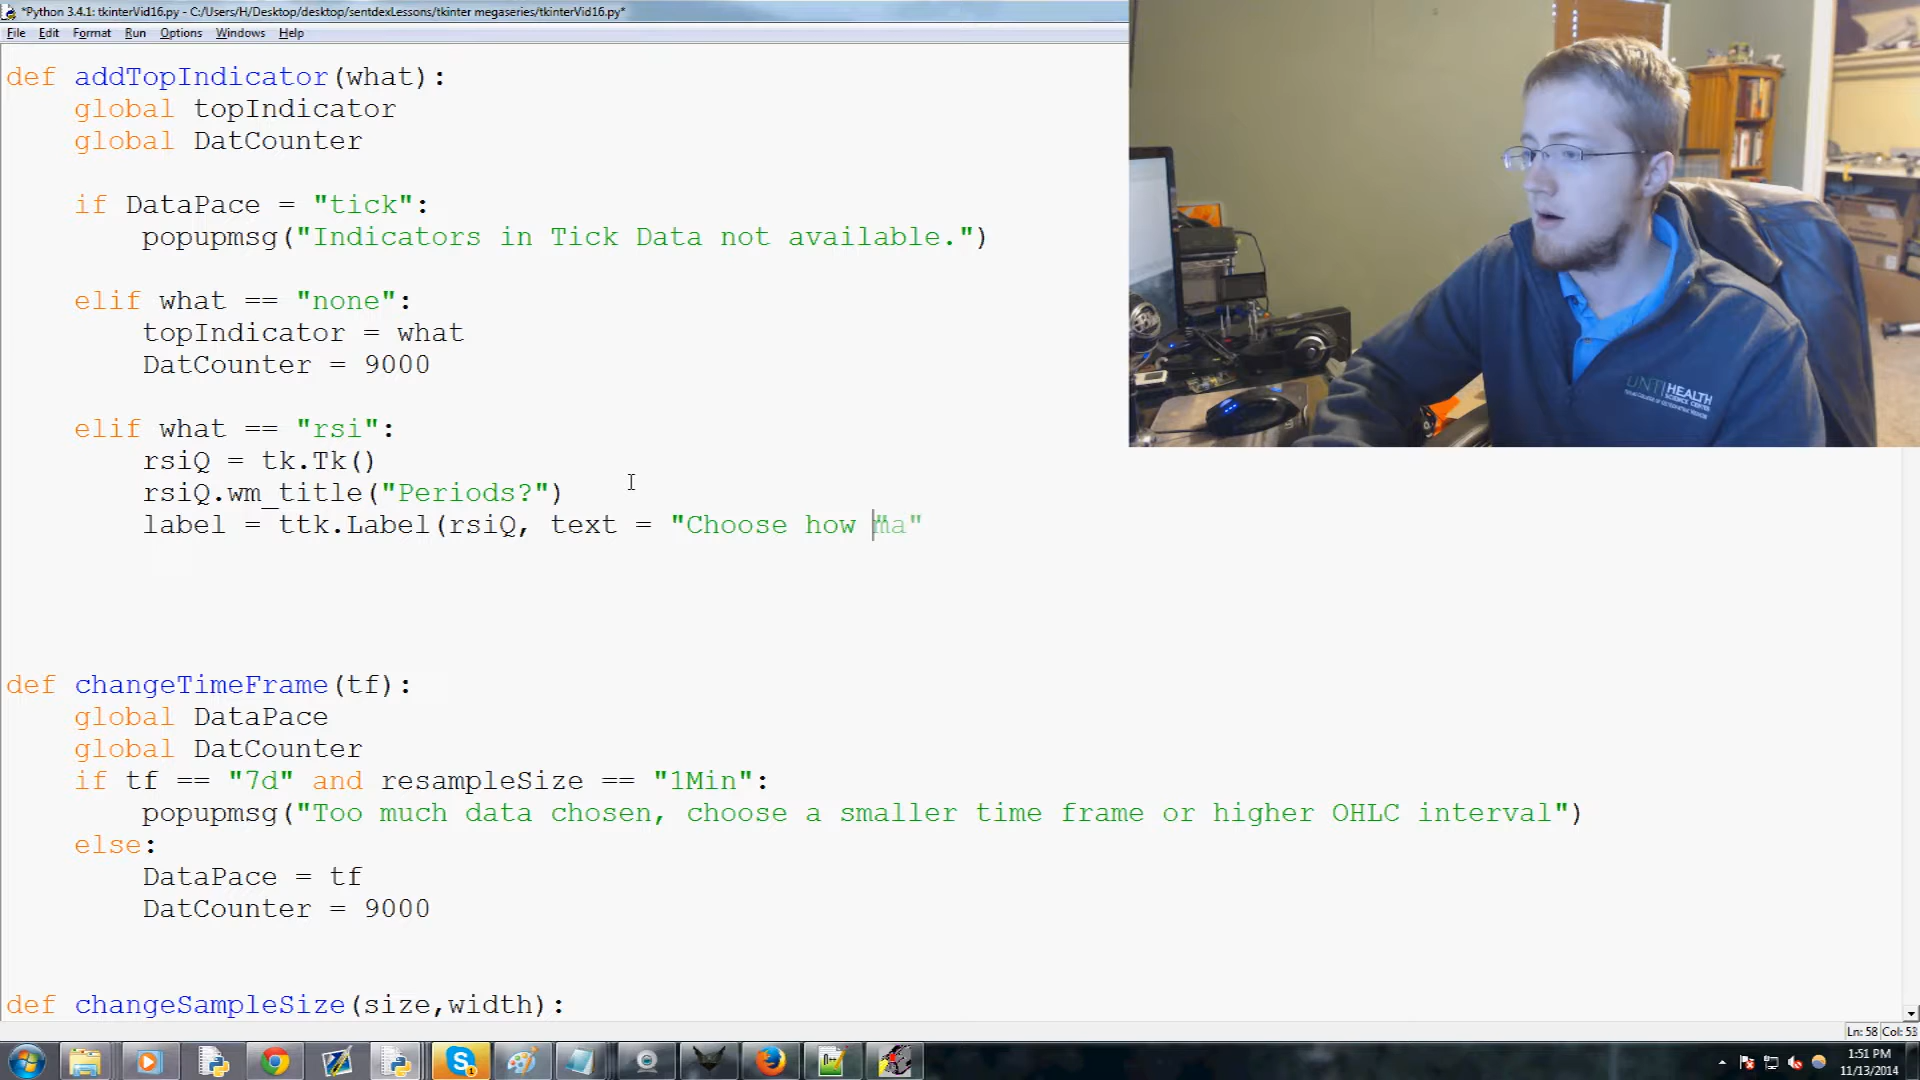 *Python 3.4.1: tkinterVid16.py - C:/Users/H/Desktop/desktop/sentdexLessons/tkinter megaseries/tkinterVid16.py*
File Edit Format Run Options Windows Help
def addTopIndicator(what):
global topIndicator
global DatCounter
if DataPace = "tick":
popupmsg("Indicators in Tick Data not available.")
elif what == "none":
topIndicator = what
DatCounter = 9000
elif what == "rsi":
rsiQ = tk.Tk()
rsiQ.wm_title("Periods?")
label = ttk.Label(rsiQ, text = "Choose how ma"
def changeTimeFrame(tf):
global DataPace
global DatCounter
if tf == "7d" and resampleSize == "1Min":
popupmsg("Too much data chosen, choose a smaller time frame or higher OHLC interval")
else:
DataPace = tf
DatCounter = 9000
def changeSampleSize(size,width):
UNT HEALTH
SCIENCE CENTER
Ln: 58 Col: 53
1:51 PM
11/13/2014